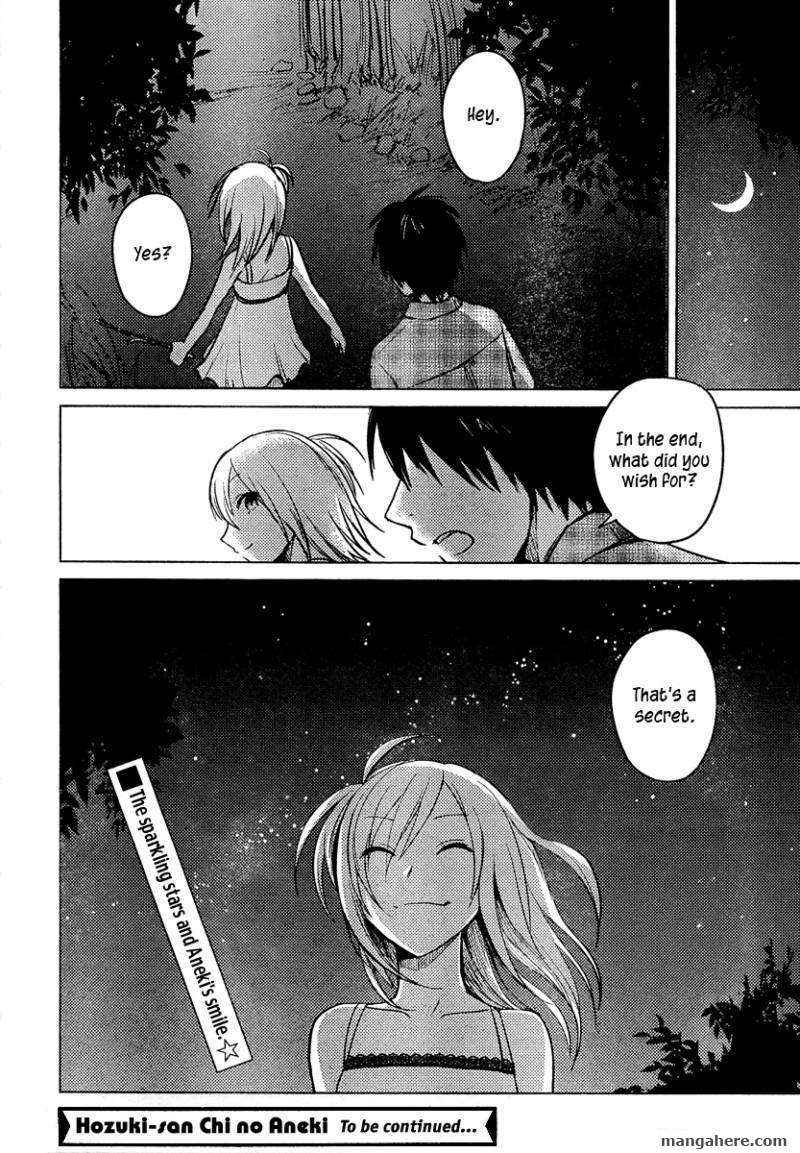 Hey.
Yes?
In the end,
what did you
wish for?
That's a
secret.
The sparkling stars and Aneki's smile.☆
Hozuki-san Chi no Aneki To be continued...
mangahere.com